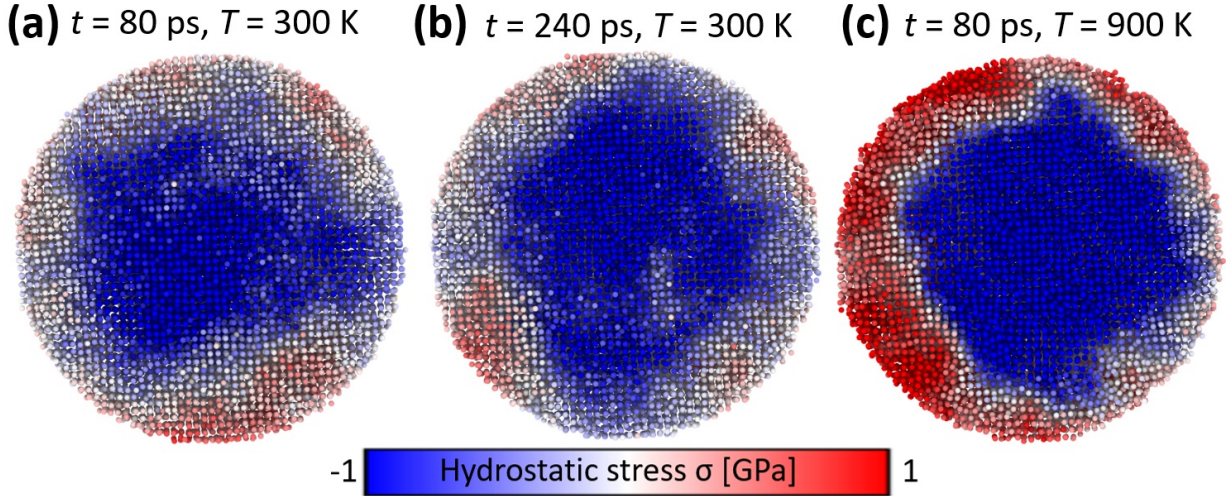 (a) t = 80 ps, T = 300 K
(b) t = 240 ps, T = 300 K
(c) t = 80 ps, T = 900 K
-1 Hydrostatic stress σ [GPa] 1